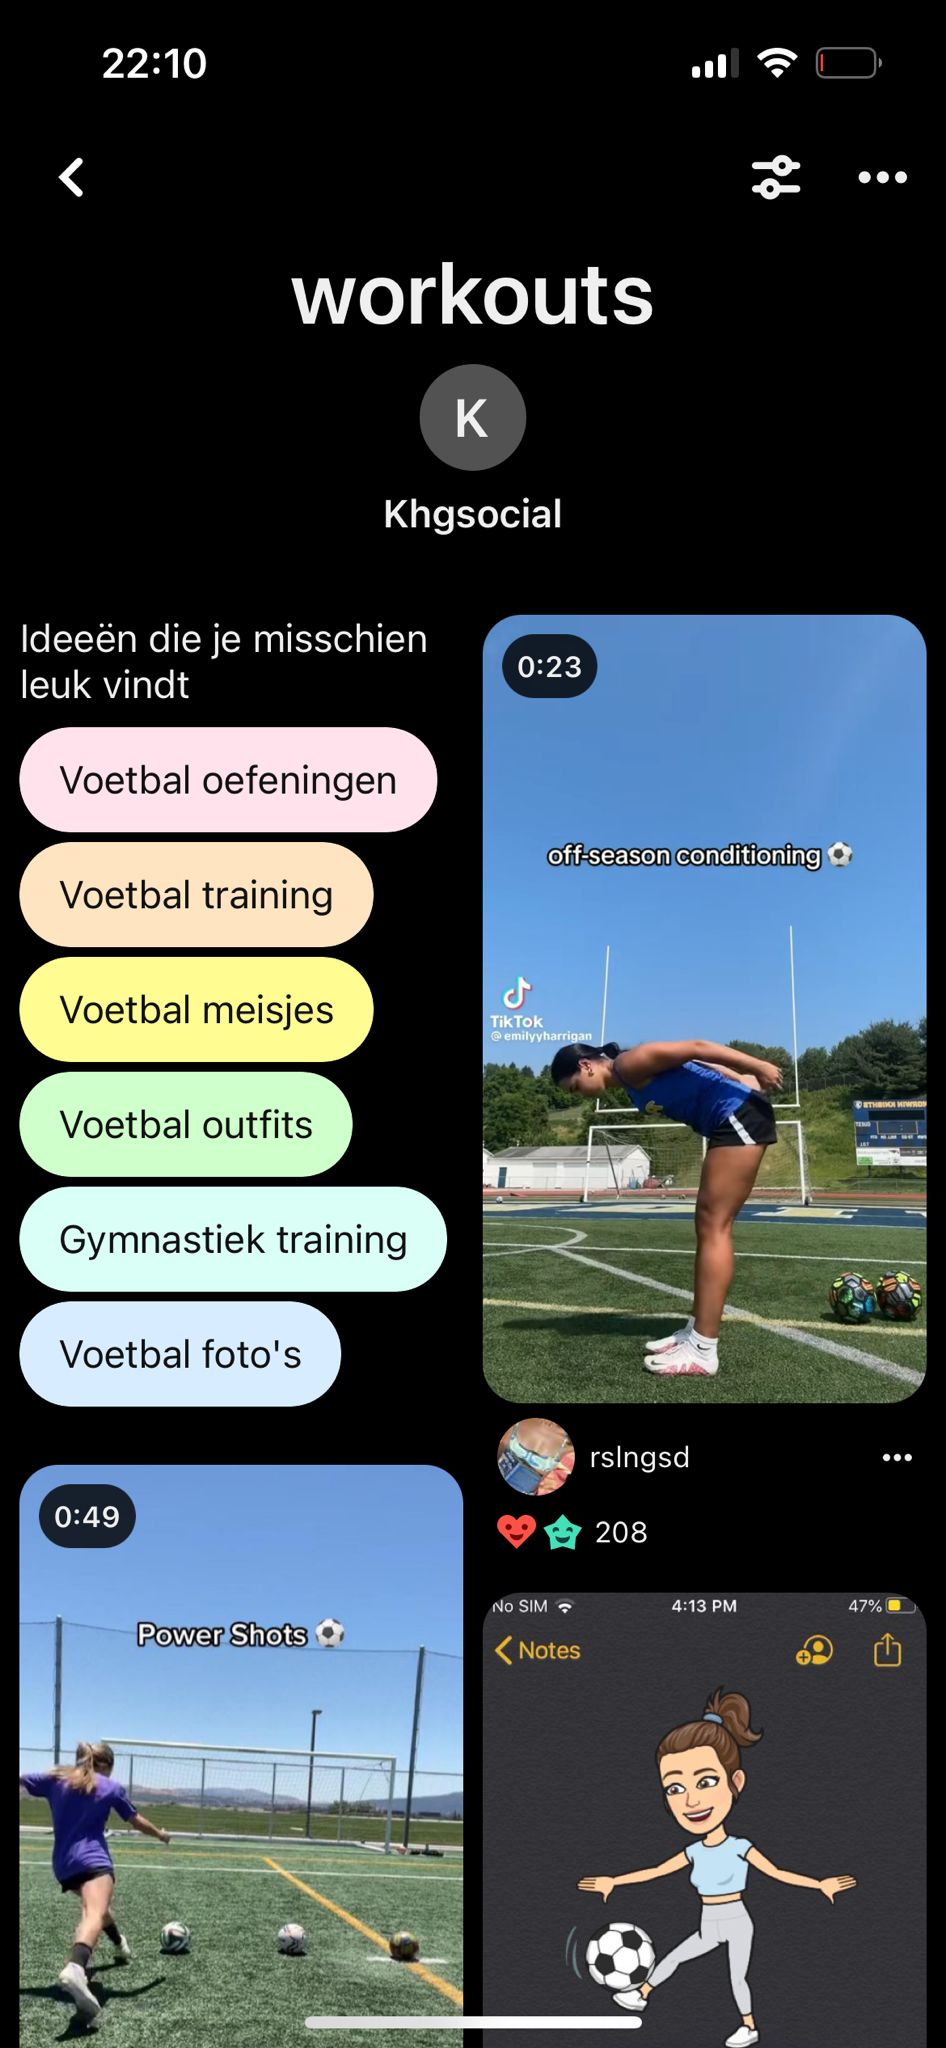 22:10
workouts
K
Khgsocial
Ideeën die je misschien
leuk vindt
Voetbal oefeningen
Voetbal training
Voetbal meisjes
Voetbal outfits
Gymnastiek training
Voetbal foto's
0:23
off-season conditioning
TikTok
@emilyyharrigan
rslngsd
208
0:49
Power Shots
No SIM
4:13 PM
47%
Notes